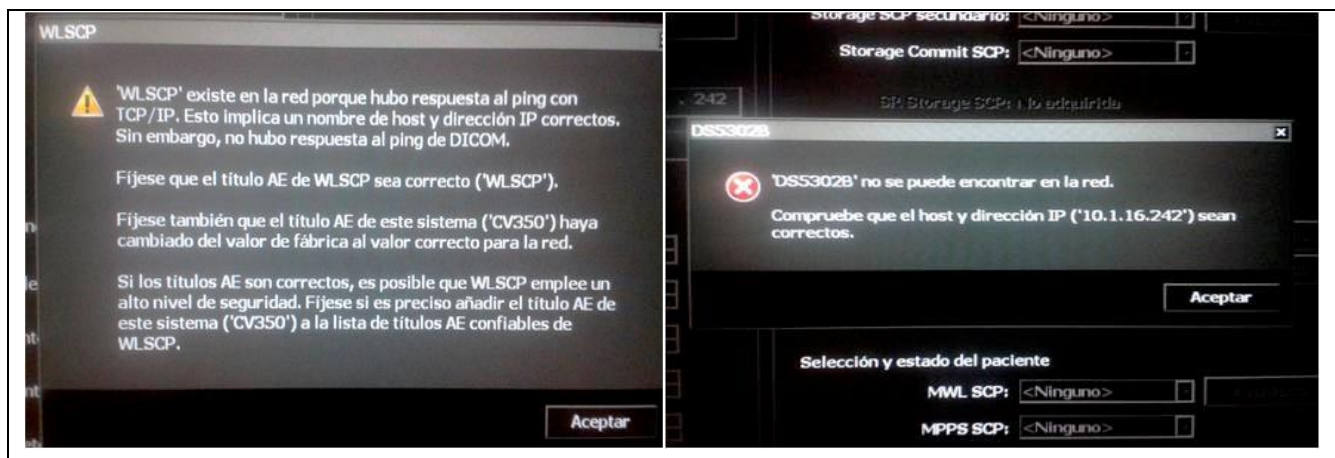 WLSCP
'WLSCP' existe en la red porque hubo respuesta al ping con
TCP/IP. Esto implica un nombre de host y dirección IP correctos.
Sin embargo, no hubo respuesta al ping de DICOM.
Fíjese que el título AE de WLSCP sea correcto ('WLSCP').
Fíjese también que el título AE de este sistema ('CV350') haya
cambiado del valor de fábrica al valor correcto para la red.
Si los títulos AE son correctos, es posible que WLSCP emplee un
alto nivel de seguridad. Fíjese si es preciso añadir el título AE de
este sistema ('CV350') a la lista de títulos AE confiables de
WLSCP.
Aceptar
Storage SCP secundario: <Ninguno>
Storage Commit SCP: <Ninguno>
. 242
SR Storage SCP: No adquirida
DS5302B
'DS5302B' no se puede encontrar en la red.
Compruebe que el host y dirección IP ('10.1.16.242') sean
correctos.
Aceptar
Selección y estado del paciente
MWL SCP: <Ninguno>
MPPS SCP: <Ninguno>